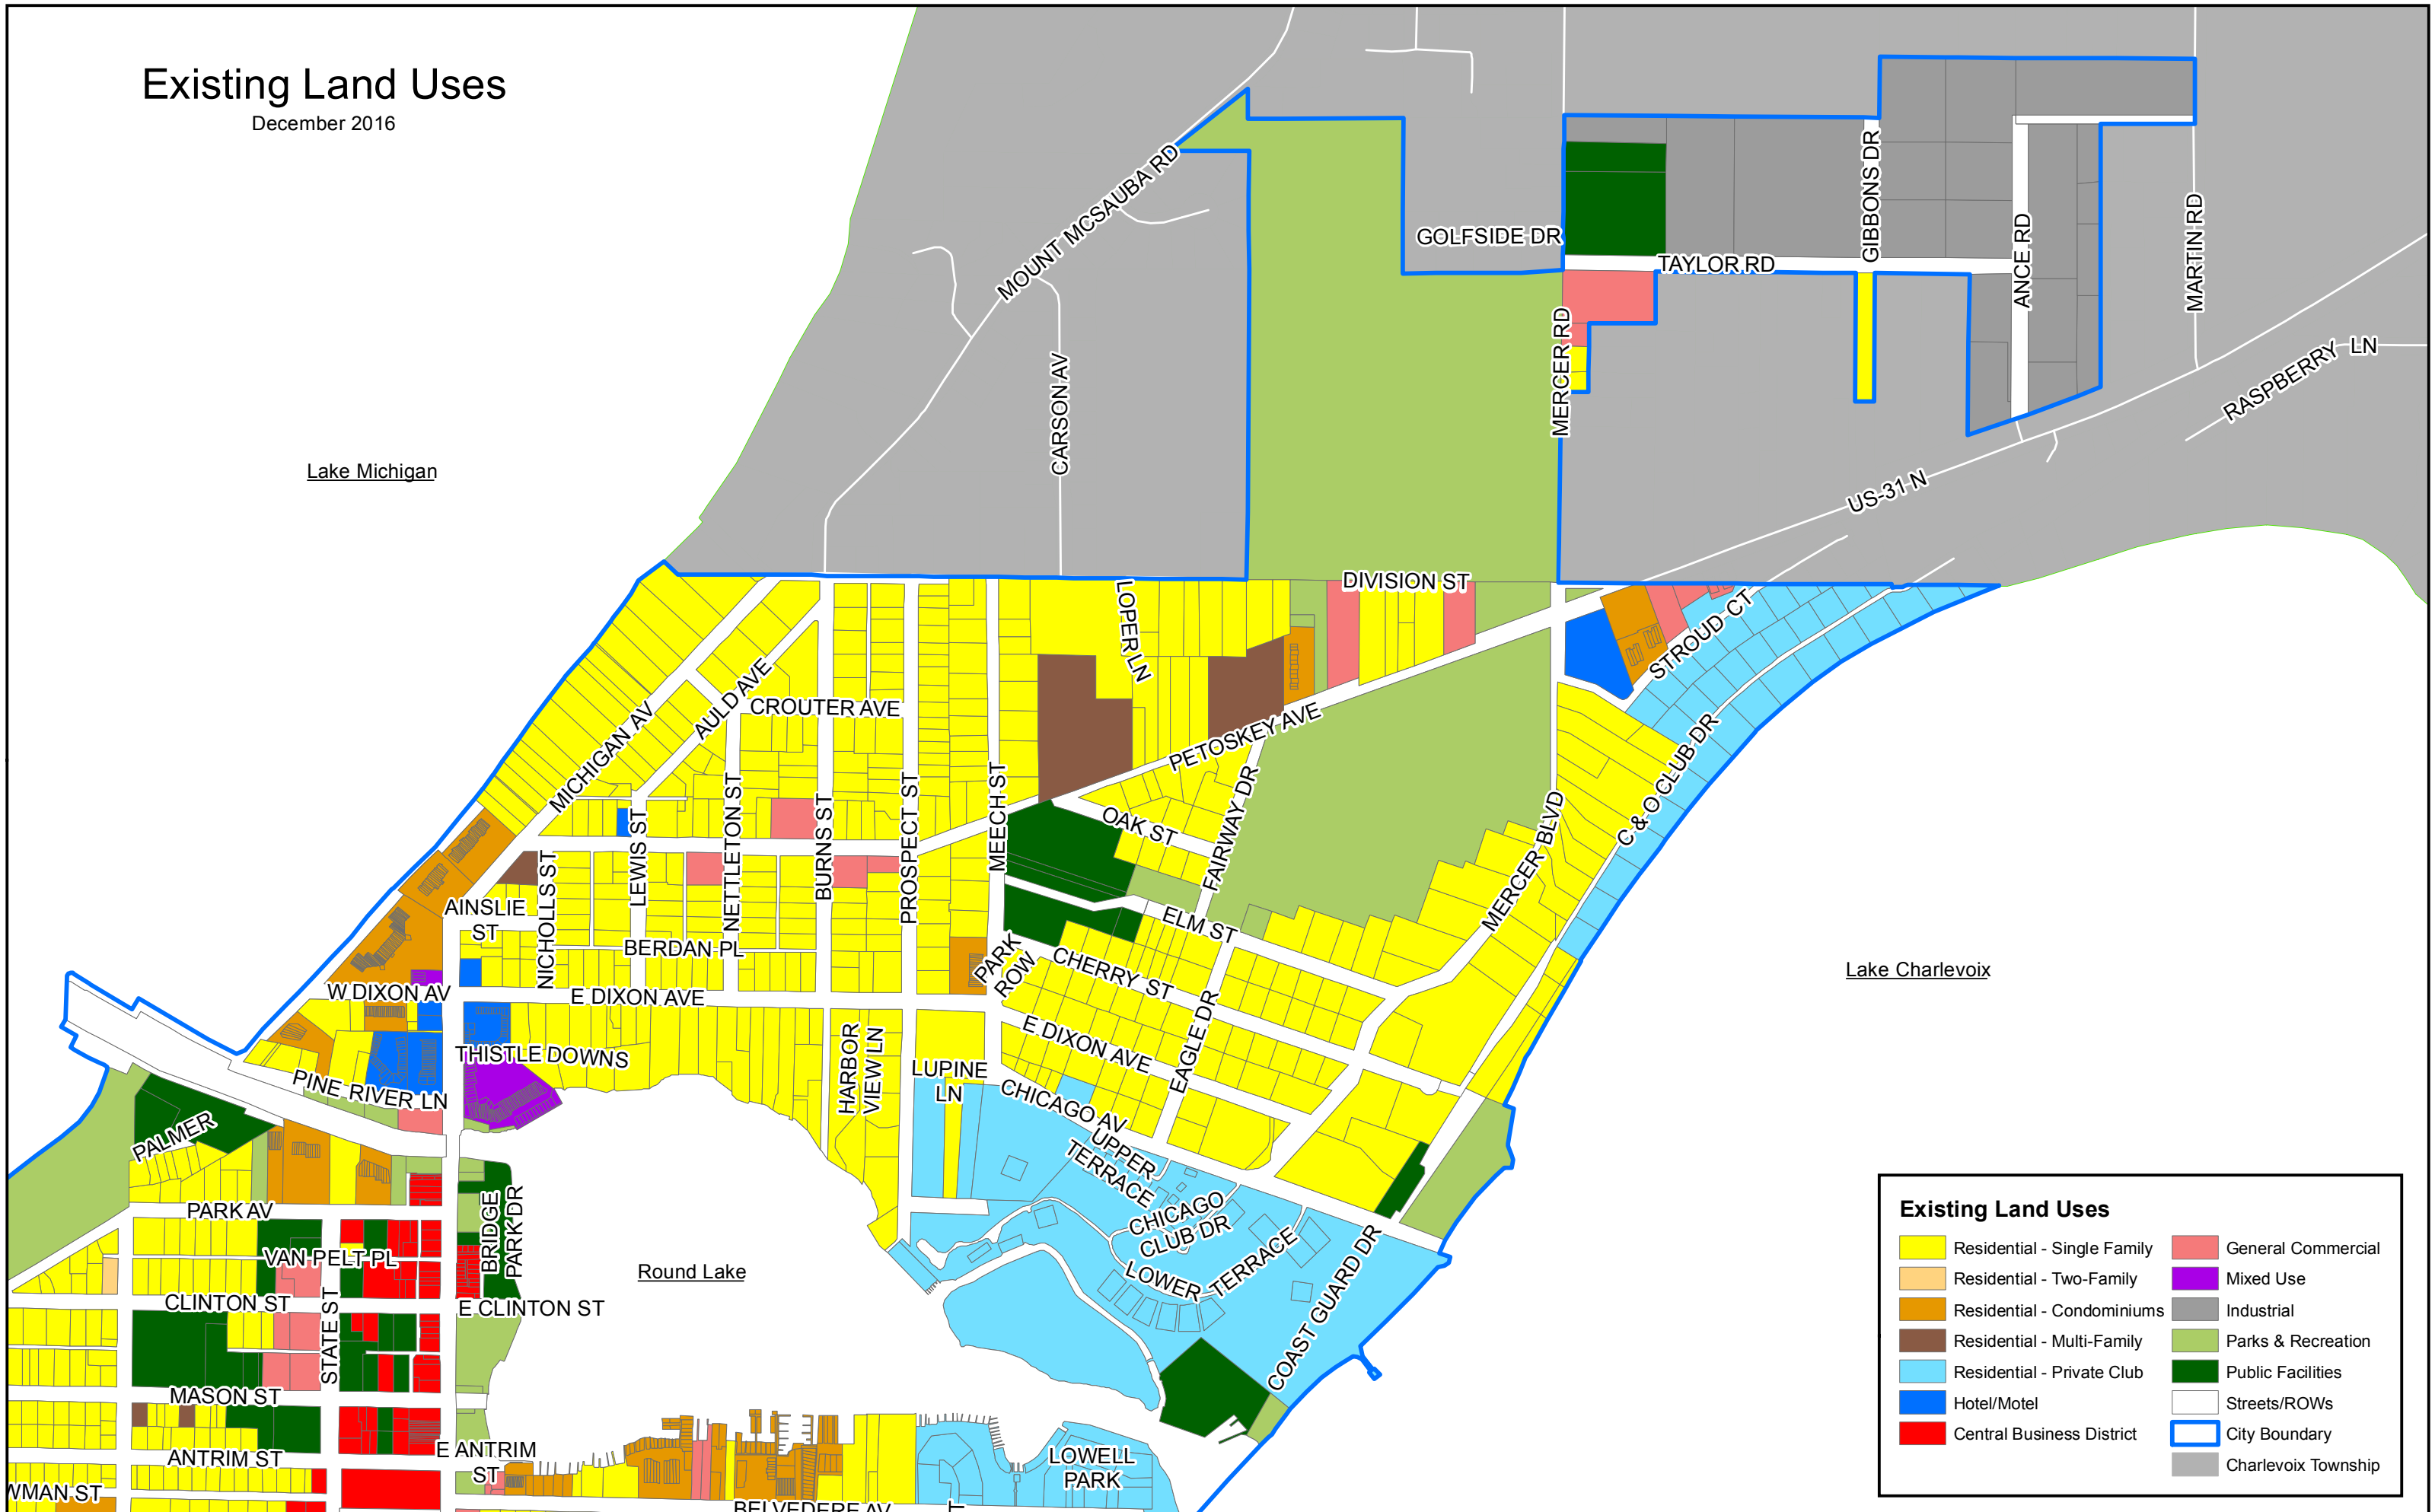 Existing Land Uses
December 2016
MOUNT MCSAUBA RD
GOLFSIDE DR
TAYLOR RD
GIBBONS DR
ANCE RD
MARTIN RD
RASPBERRY LN
CARSON AV
MERCER RD
US-31 N
Lake Michigan
DIVISION ST
LOPER LN
STROUD CT
AULD AVE
CROUTER AVE
MICHIGAN AV
PETOSKEY AVE
C & O CLUB DR
NETTLETON ST
BURNS ST
PROSPECT ST
MEECH ST
OAK ST
FAIRWAY DR
MERCER BLVD
LEWIS ST
NICHOLLS ST
AINSLIE
ST
BERDAN PL
ELM ST
PARK
ROW
CHERRY ST
Lake Charlevoix
W DIXON AV
E DIXON AVE
E DIXON AVE
EAGLE DR
THISTLE DOWNS
HARBOR
VIEW LN
LUPINE
LN
CHICAGO AV
PINE RIVER LN
PALMER
UPPER
TERRACE
PARK AV
BRIDGE
PARK DR
CHICAGO
CLUB DR
VAN PELT PL
LOWER TERRACE
COAST GUARD DR
Round Lake
CLINTON ST
E CLINTON ST
STATE ST
MASON ST
ANTRIM ST
E ANTRIM
ST
LOWELL
PARK
WMAN ST
BELVEDERE AV
T
Existing Land Uses
Residential - Single Family
Residential - Two-Family
Residential - Condominiums
Residential - Multi-Family
Residential - Private Club
Hotel/Motel
Central Business District
General Commercial
Mixed Use
Industrial
Parks & Recreation
Public Facilities
Streets/ROWs
City Boundary
Charlevoix Township